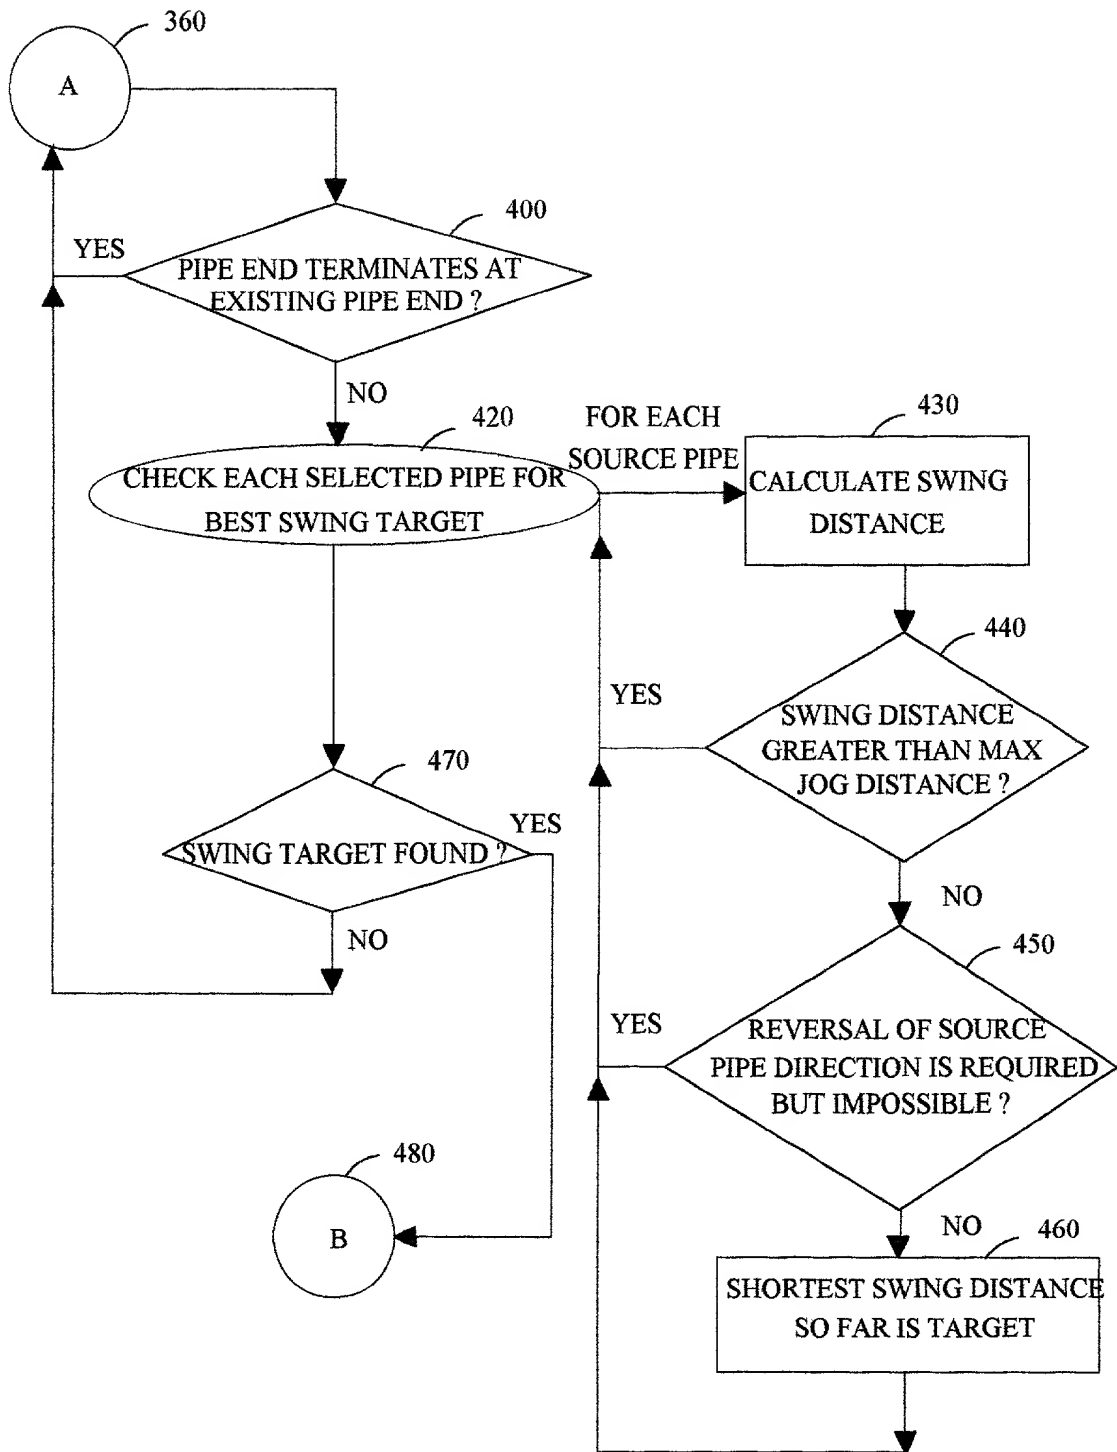 360
A
400
YES
PIPE END TERMINATES AT
EXISTING PIPE END ?
NO
420
CHECK EACH SELECTED PIPE FOR
BEST SWING TARGET
FOR EACH
SOURCE PIPE
430
CALCULATE SWING
DISTANCE
440
YES
SWING DISTANCE
GREATER THAN MAX
JOG DISTANCE ?
NO
470
YES
SWING TARGET FOUND ?
NO
450
YES
REVERSAL OF SOURCE
PIPE DIRECTION IS REQUIRED
BUT IMPOSSIBLE ?
NO
480
B
460
SHORTEST SWING DISTANCE
SO FAR IS TARGET